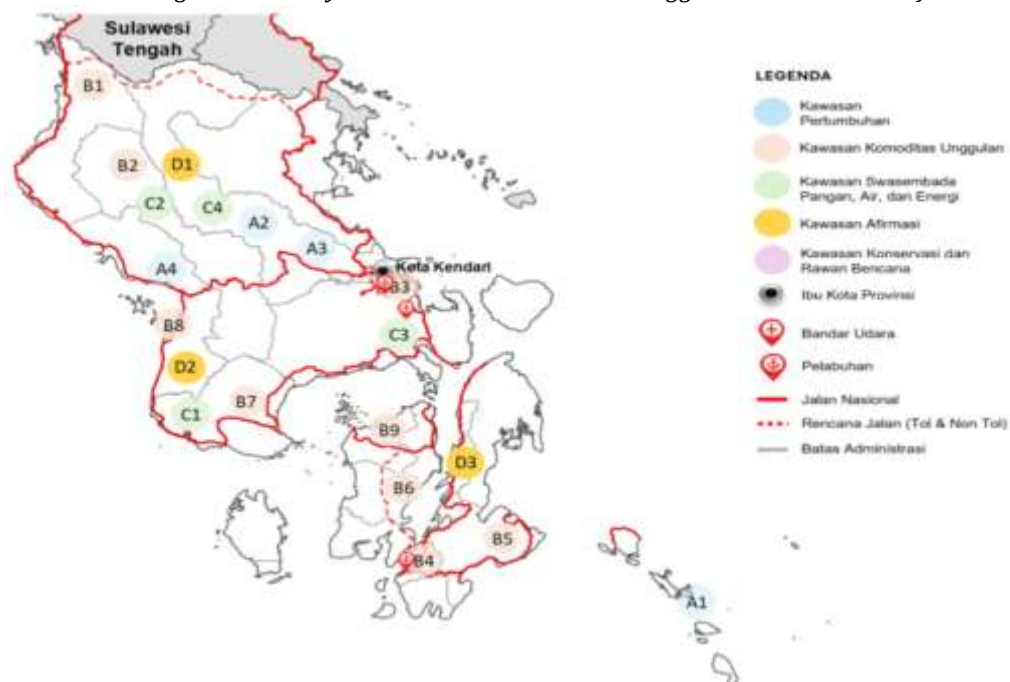 Sulawesi
Tengah
B1
B2
D1
C2
C4
A2
A3
A4
Kota Kendari
B3
B8
C3
D2
C1
B7
B9
D3
B6
B5
B4
A1
LEGENDA
Kawasan
Pertumbuhan
Kawasan Komoditas Unggulan
Kawasan Swasembada
Pangan, Air, dan Energi
Kawasan Afirmasi
Kawasan Konservasi dan
Rawan Bencana
Ibu Kota Provinsi
Bandar Udara
Pelabuhan
Jalan Nasional
Rencana Jalan (Tol & Non Tol)
Batas Administrasi